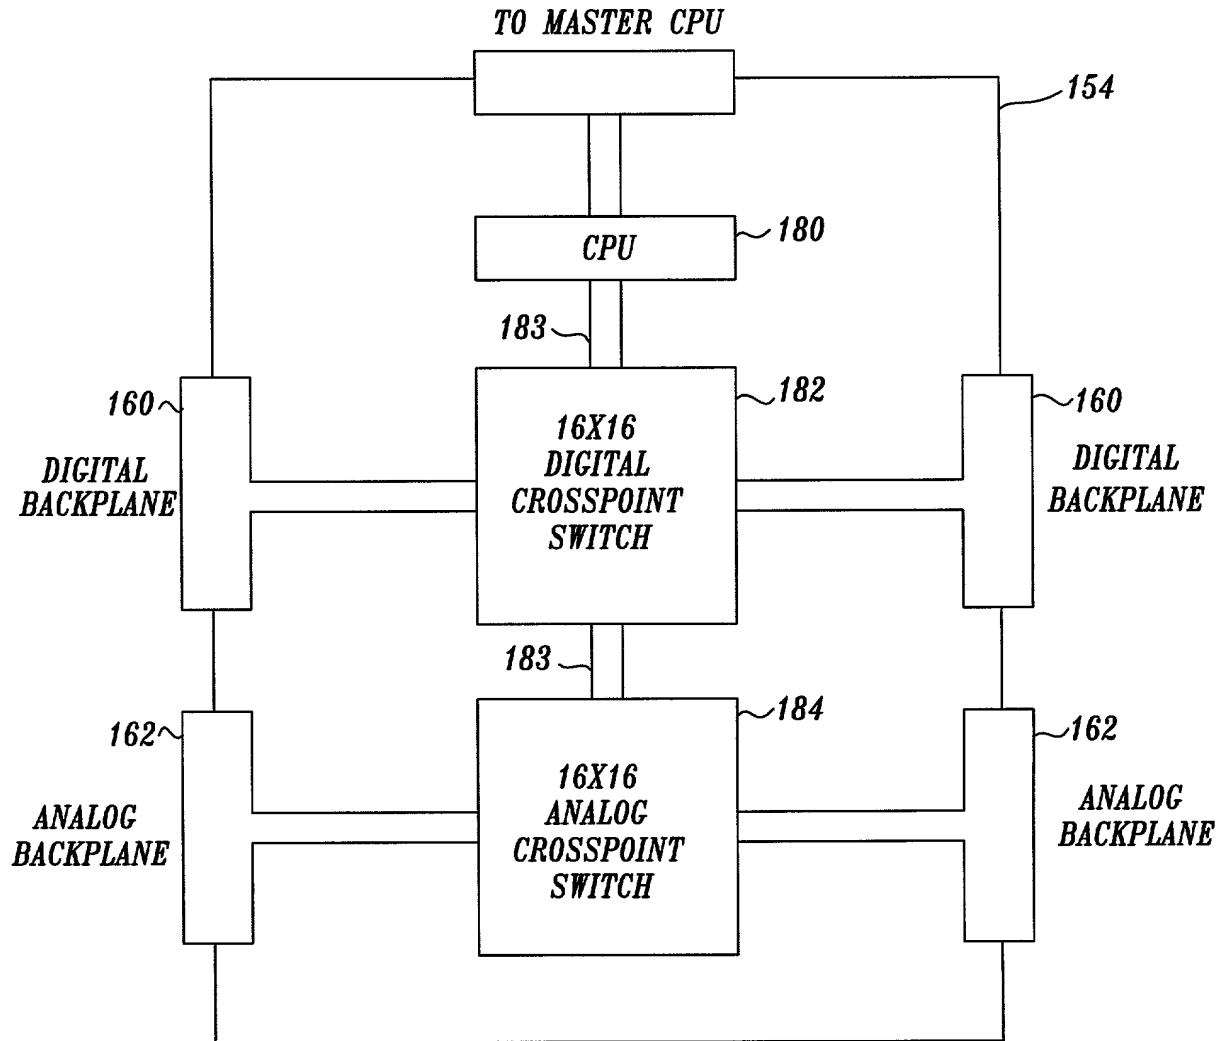 TO MASTER CPU
154
CPU
180
183
160
DIGITAL
BACKPLANE
16X16
DIGITAL
CROSSPOINT
SWITCH
182
160
DIGITAL
BACKPLANE
183
162
ANALOG
BACKPLANE
16X16
ANALOG
CROSSPOINT
SWITCH
184
162
ANALOG
BACKPLANE